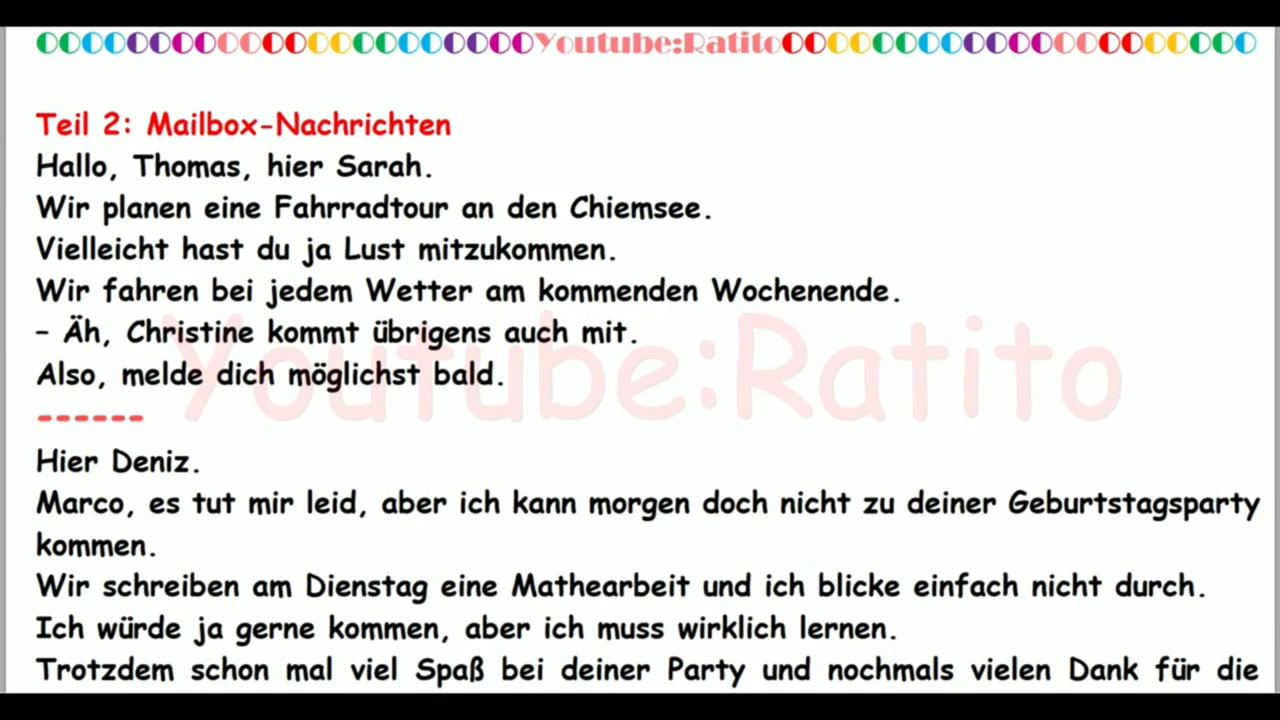 Youtube:Ratito
Teil 2: Mailbox-Nachrichten
Hallo, Thomas, hier Sarah.
Wir planen eine Fahrradtour an den Chiemsee.
Vielleicht hast du ja Lust mitzukommen.
Wir fahren bei jedem Wetter am kommenden Wochenende.
– Äh, Christine kommt übrigens auch mit.
Youtube:Ratito
Also, melde dich möglichst bald.
------
Hier Deniz.
Marco, es tut mir leid, aber ich kann morgen doch nicht zu deiner Geburtstagsparty
kommen.
Wir schreiben am Dienstag eine Mathearbeit und ich blicke einfach nicht durch.
Ich würde ja gerne kommen, aber ich muss wirklich lernen.
Trotzdem schon mal viel Spaß bei deiner Party und nochmals vielen Dank für die